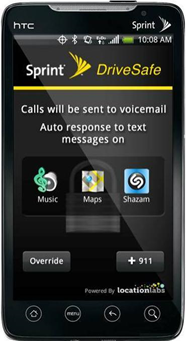 hTC Sprint
10:08 AM
Sprint DriveSafe
Calls will be sent to voicemail
Auto response to text
messages on
Music Maps Shazam
Override + 911
Powered By locationlabs
menu